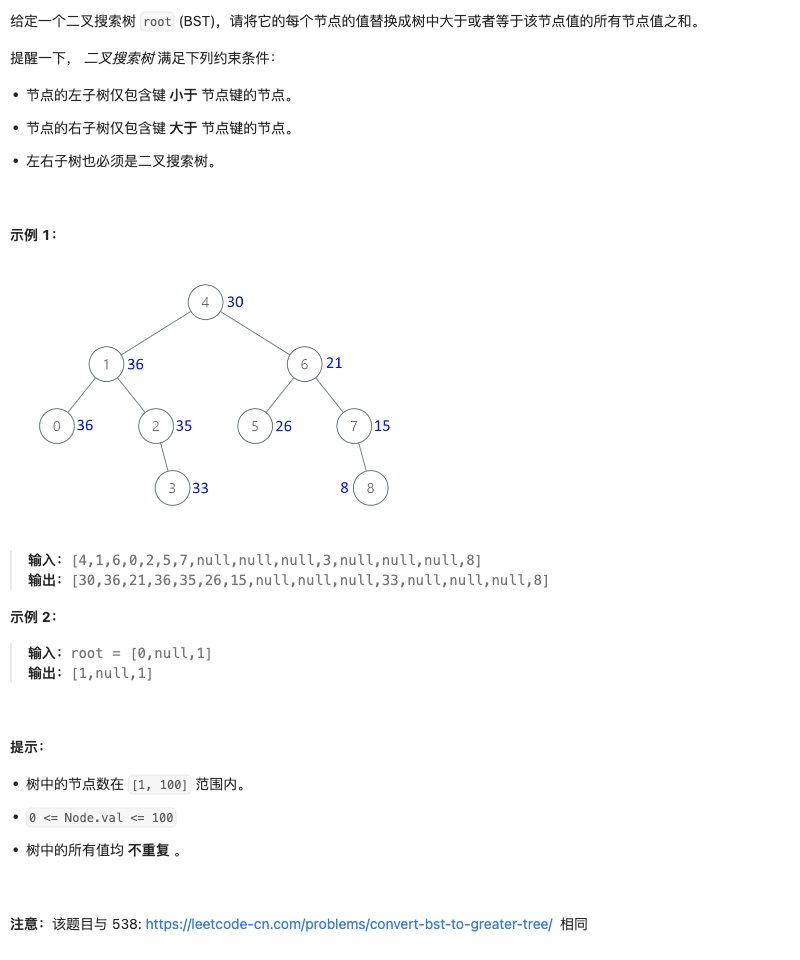 给定一个二叉搜索树 root (BST)，请将它的每个节点的值替换成树中大于或者等于该节点值的所有节点值之和。
提醒一下， 二叉搜索树 满足下列约束条件：
• 节点的左子树仅包含键 小于 节点键的节点。
• 节点的右子树仅包含键 大于 节点键的节点。
• 左右子树也必须是二叉搜索树。
示例 1：
4 30
1 36 6 21
0 36 2 35 5 26 7 15
3 33 8 8
输入：[4,1,6,0,2,5,7,null,null,null,3,null,null,null,8]
输出：[30,36,21,36,35,26,15,null,null,null,33,null,null,null,8]
示例 2：
输入：root = [0,null,1]
输出：[1,null,1]
提示：
• 树中的节点数在 [1, 100] 范围内。
• 0 <= Node.val <= 100
• 树中的所有值均 不重复 。
注意：该题目与 538: https://leetcode-cn.com/problems/convert-bst-to-greater-tree/ 相同